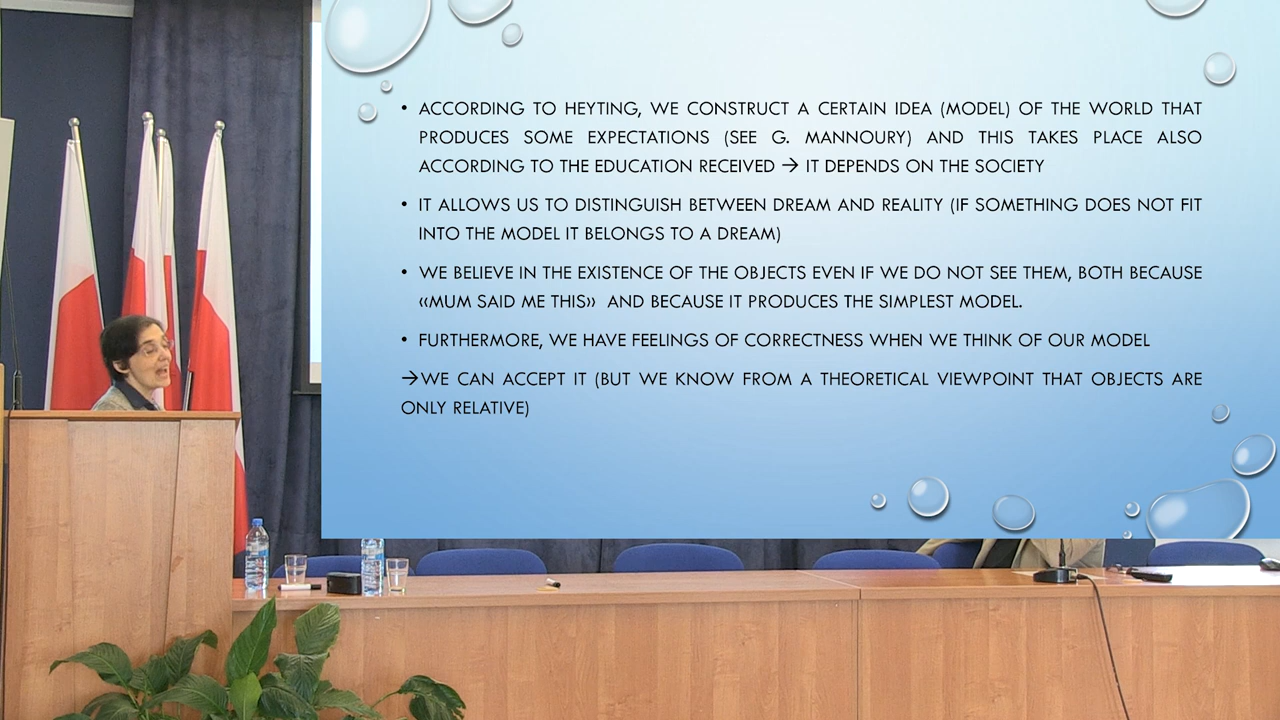 • ACCORDING TO HEYTING, WE CONSTRUCT A CERTAIN IDEA (MODEL) OF THE WORLD THAT
PRODUCES SOME EXPECTATIONS (SEE G. MANNOURY) AND THIS TAKES PLACE ALSO
ACCORDING TO THE EDUCATION RECEIVED → IT DEPENDS ON THE SOCIETY
• IT ALLOWS US TO DISTINGUISH BETWEEN DREAM AND REALITY (IF SOMETHING DOES NOT FIT
INTO THE MODEL IT BELONGS TO A DREAM)
• WE BELIEVE IN THE EXISTENCE OF THE OBJECTS EVEN IF WE DO NOT SEE THEM, BOTH BECAUSE
«MUM SAID ME THIS» AND BECAUSE IT PRODUCES THE SIMPLEST MODEL.
• FURTHERMORE, WE HAVE FEELINGS OF CORRECTNESS WHEN WE THINK OF OUR MODEL
→WE CAN ACCEPT IT (BUT WE KNOW FROM A THEORETICAL VIEWPOINT THAT OBJECTS ARE
ONLY RELATIVE)